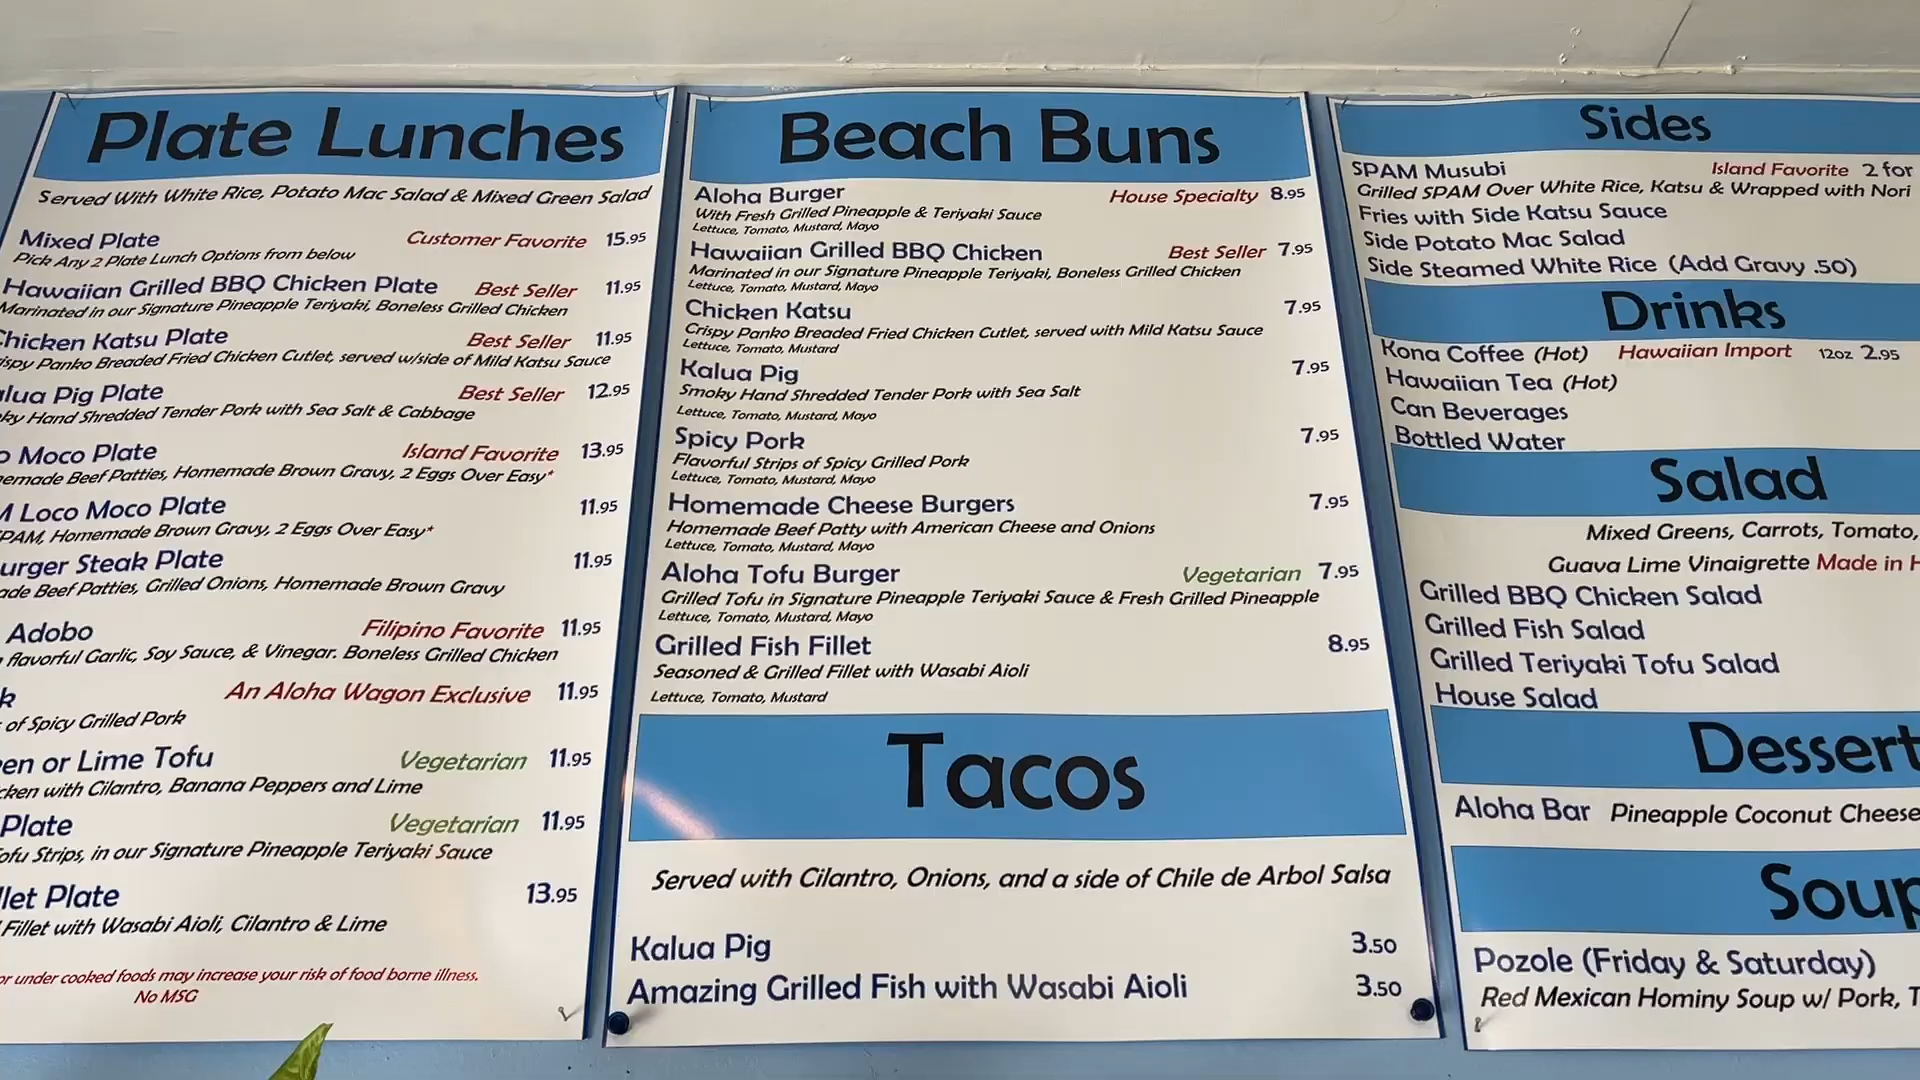 Plate Lunches
Served With White Rice, Potato Mac Salad & Mixed Green Salad
Mixed Plate Customer Favorite 15.95
Pick Any 2 Plate Lunch Options from below
Hawaiian Grilled BBQ Chicken Plate Best Seller 11.95
Marinated in our Signature Pineapple Teriyaki, Boneless Grilled Chicken
Chicken Katsu Plate Best Seller 11.95
Panko Breaded Fried Chicken Cutlet, served w/side of Mild Katsu Sauce
Pig Plate Best Seller 12.95
Hand Shredded Tender Pork with Sea Salt & Cabbage
Moco Plate Island Favorite 13.95
Beef Patties, Homemade Brown Gravy, 2 Eggs Over Easy*
Loco Moco Plate 11.95
SPAM, Homemade Brown Gravy, 2 Eggs Over Easy*
Steak Plate 11.95
Beef Patties, Grilled Onions, Homemade Brown Gravy
Adobo Filipino Favorite 11.95
flavorful Garlic, Soy Sauce, & Vinegar. Boneless Grilled Chicken
An Aloha Wagon Exclusive 11.95
of Spicy Grilled Pork
or Lime Tofu Vegetarian 11.95
with Cilantro, Banana Peppers and Lime
Plate Vegetarian 11.95
Strips, in our Signature Pineapple Teriyaki Sauce
Plate 13.95
Fillet with Wasabi Aioli, Cilantro & Lime
or under cooked foods may increase your risk of food borne illness.
No MSG
Beach Buns
Aloha Burger House Specialty 8.95
With Fresh Grilled Pineapple & Teriyaki Sauce
Lettuce, Tomato, Mustard, Mayo
Hawaiian Grilled BBQ Chicken Best Seller 7.95
Marinated in our Signature Pineapple Teriyaki, Boneless Grilled Chicken
Lettuce, Tomato, Mustard, Mayo
Chicken Katsu 7.95
Crispy Panko Breaded Fried Chicken Cutlet, served with Mild Katsu Sauce
Lettuce, Tomato, Mustard
Kalua Pig 7.95
Smoky Hand Shredded Tender Pork with Sea Salt
Lettuce, Tomato, Mustard, Mayo
Spicy Pork 7.95
Flavorful Strips of Spicy Grilled Pork
Lettuce, Tomato, Mustard, Mayo
Homemade Cheese Burgers 7.95
Homemade Beef Patty with American Cheese and Onions
Lettuce, Tomato, Mustard, Mayo
Aloha Tofu Burger Vegetarian 7.95
Grilled Tofu in Signature Pineapple Teriyaki Sauce & Fresh Grilled Pineapple
Lettuce, Tomato, Mustard, Mayo
Grilled Fish Fillet 8.95
Seasoned & Grilled Fillet with Wasabi Aioli
Lettuce, Tomato, Mustard
Tacos
Served with Cilantro, Onions, and a side of Chile de Arbol Salsa
Kalua Pig 3.50
Amazing Grilled Fish with Wasabi Aioli 3.50
Sides
SPAM Musubi Island Favorite 2 for
Grilled SPAM Over White Rice, Katsu & Wrapped with Nori
Fries with Side Katsu Sauce
Side Potato Mac Salad
Side Steamed White Rice (Add Gravy .50)
Drinks
Kona Coffee (Hot) Hawaiian Import 12oz 2.95
Hawaiian Tea (Hot)
Can Beverages
Bottled Water
Salad
Mixed Greens, Carrots, Tomato,
Guava Lime Vinaigrette Made in
Grilled BBQ Chicken Salad
Grilled Fish Salad
Grilled Teriyaki Tofu Salad
House Salad
Dessert
Aloha Bar Pineapple Coconut Cheese
Soup
Pozole (Friday & Saturday)
Red Mexican Hominy Soup w/ Pork,